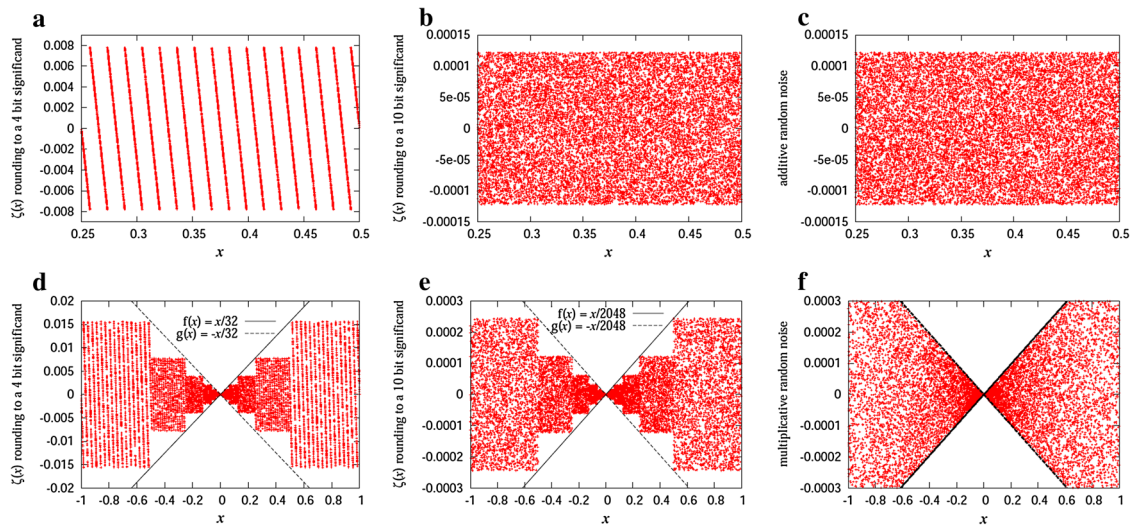 a
ζ(x) rounding to a 4 bit significand
0.008
0.006
0.004
0.002
0
-0.002
-0.004
-0.006
-0.008
0.25 0.3 0.35 0.4 0.45 0.5
x
b
ζ(x) rounding to a 10 bit significand
0.00015
0.0001
5e-05
0
-5e-05
-0.0001
-0.00015
0.25 0.3 0.35 0.4 0.45 0.5
x
c
additive random noise
0.00015
0.0001
5e-05
0
-5e-05
-0.0001
-0.00015
0.25 0.3 0.35 0.4 0.45 0.5
x
d
ζ(x) rounding to a 4 bit significand
0.02
0.015
0.01
0.005
0
-0.005
-0.01
-0.015
-0.02
f(x) = x/32
g(x) = -x/32
-1 -0.8 -0.6 -0.4 -0.2 0 0.2 0.4 0.6 0.8 1
x
e
ζ(x) rounding to a 10 bit significand
0.0003
0.0002
0.0001
0
-0.0001
-0.0002
-0.0003
f(x) = x/2048
g(x) = -x/2048
-1 -0.8 -0.6 -0.4 -0.2 0 0.2 0.4 0.6 0.8 1
x
f
multiplicative random noise
0.0003
0.0002
0.0001
0
-0.0001
-0.0002
-0.0003
-1 -0.8 -0.6 -0.4 -0.2 0 0.2 0.4 0.6 0.8 1
x